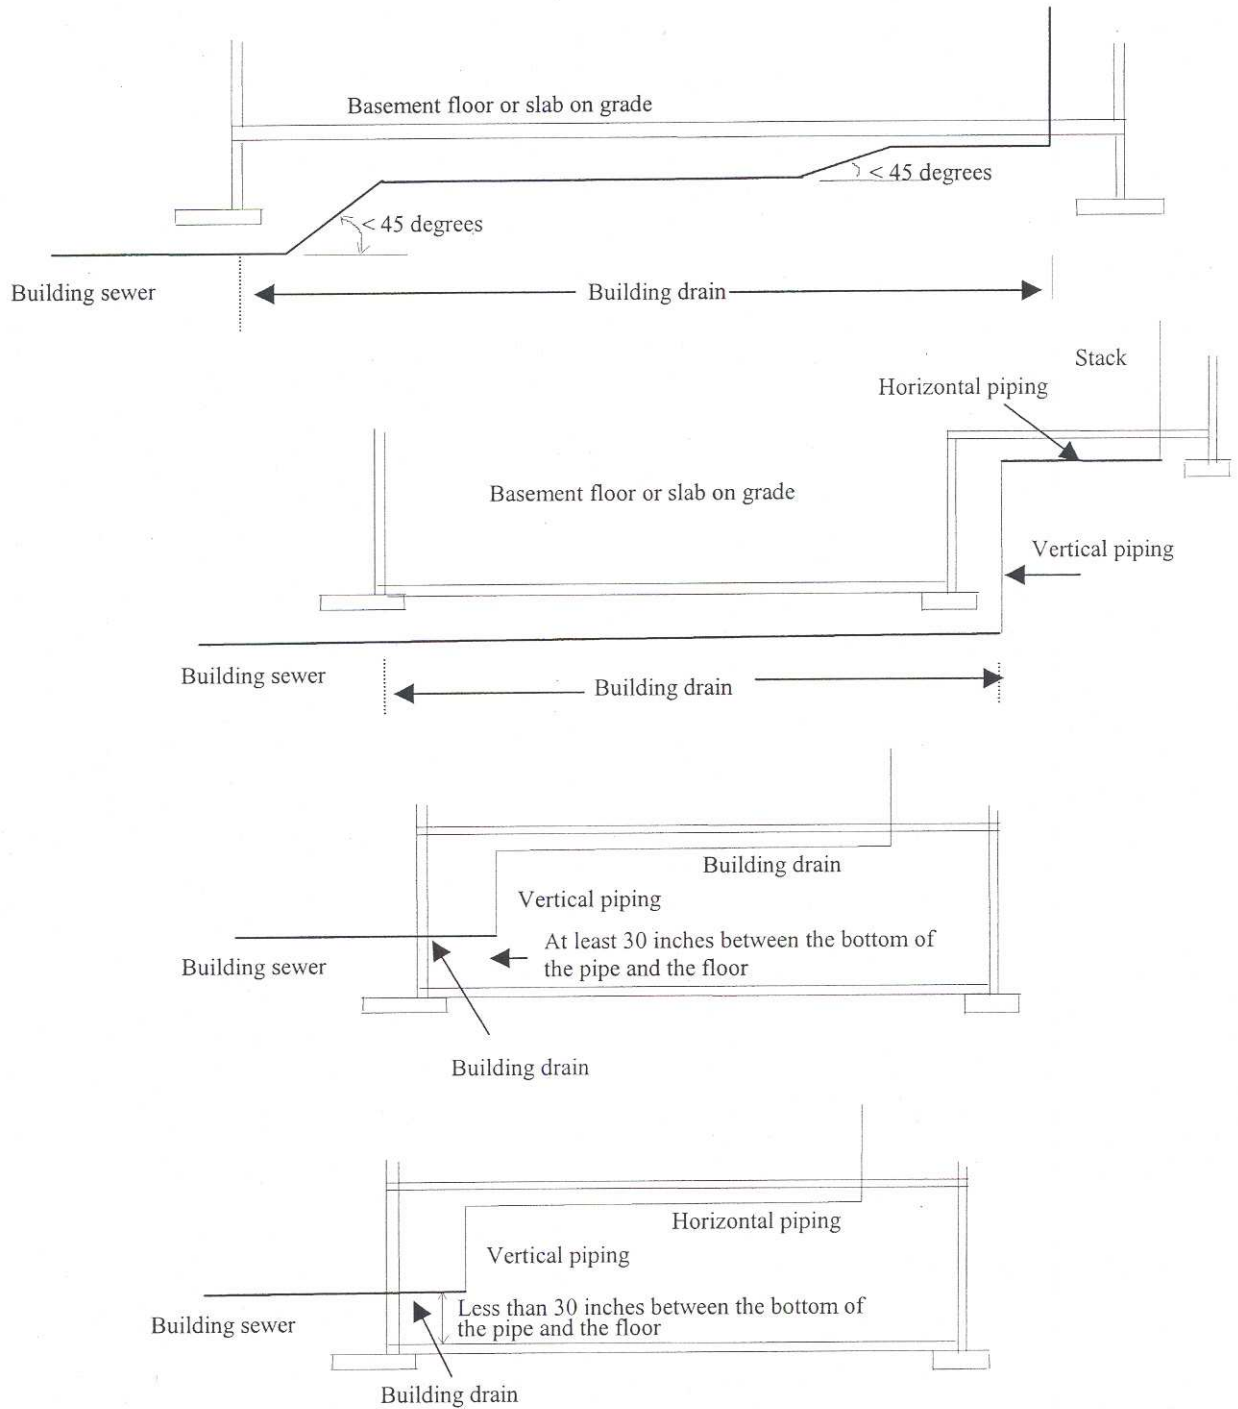 Basement floor or slab on grade
< 45 degrees
< 45 degrees
Building sewer
Building drain
Stack
Horizontal piping
Basement floor or slab on grade
Vertical piping
Building sewer
Building drain
Building drain
Vertical piping
At least 30 inches between the bottom of
the pipe and the floor
Building sewer
Building drain
Horizontal piping
Vertical piping
Less than 30 inches between the bottom of
the pipe and the floor
Building sewer
Building drain